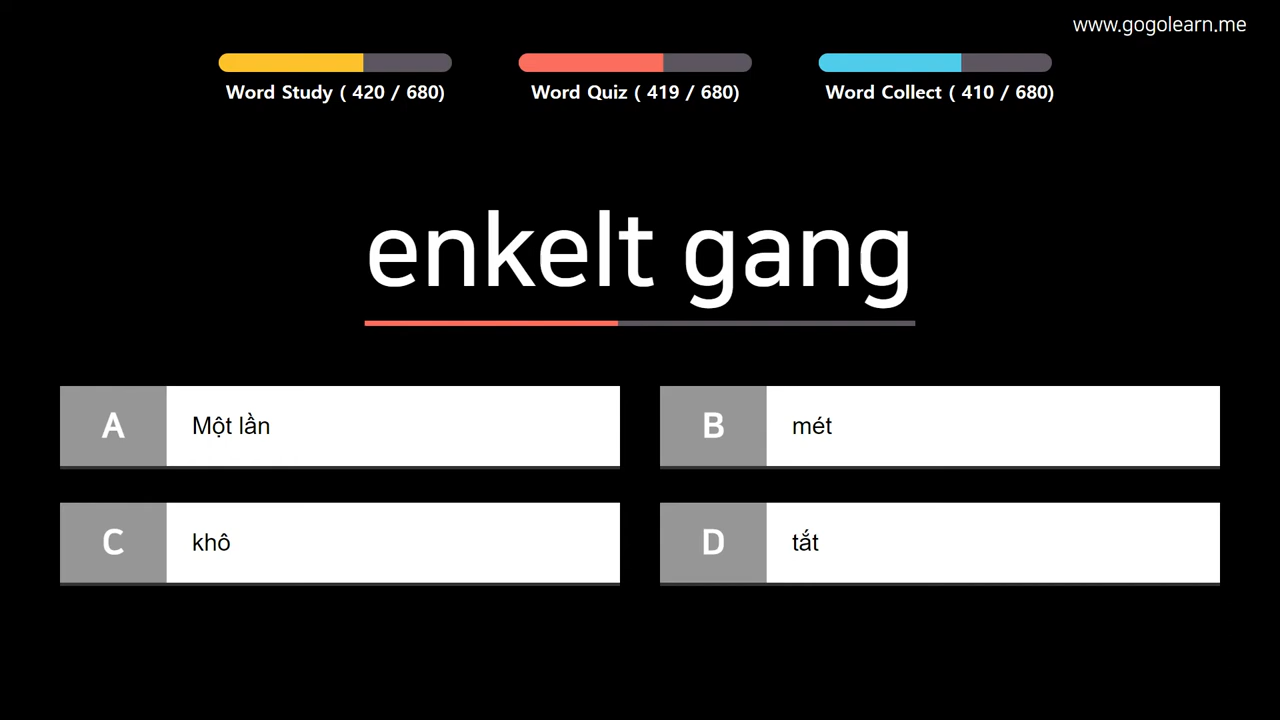 www.gogolearn.me
Word Study ( 420 / 680)
Word Quiz ( 419 / 680)
Word Collect ( 410 / 680)
enkelt gang
A
Một lần
B
mét
C
khô
D
tắt